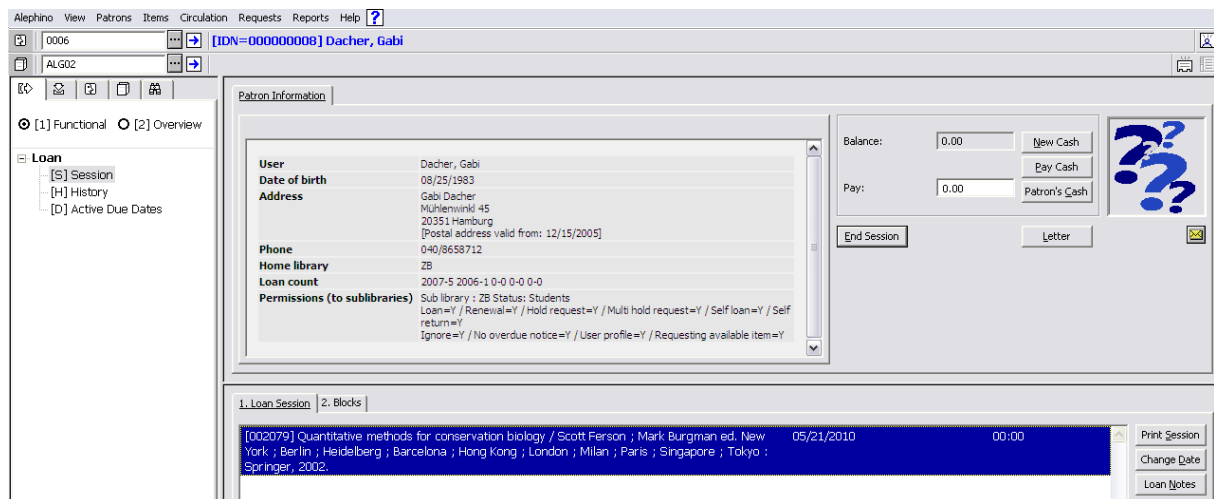 Alephino View Patrons Items Circulation Requests Reports Help ?
0006 ... [IDN=000000008] Dacher, Gabi
ALG02 ...
[1] Functional [2] Overview
Loan
[S] Session
[H] History
[D] Active Due Dates
Patron Information
User Dacher, Gabi
Date of birth 08/25/1983
Address Gabi Dacher
Mühlenwinkl 45
20351 Hamburg
[Postal address valid from: 12/15/2005]
Phone 040/8658712
Home library ZB
Loan count 2007-5 2006-1 0-0 0-0 0-0
Permissions (to sublibraries) Sub library : ZB Status: Students
Loan=Y / Renewal=Y / Hold request=Y / Multi hold request=Y / Self loan=Y / Self
return=Y
Ignore=Y / No overdue notice=Y / User profile=Y / Requesting available item=Y
Balance: 0.00 New Cash
Pay Cash
Pay: 0.00 Patron's Cash
End Session Letter
???
1. Loan Session 2. Blocks
[002079] Quantitative methods for conservation biology / Scott Ferson ; Mark Burgman ed. New 05/21/2010 00:00
York ; Berlin ; Heidelberg ; Barcelona ; Hong Kong ; London ; Milan ; Paris ; Singapore ; Tokyo :
Springer, 2002.
Print Session
Change Date
Loan Notes